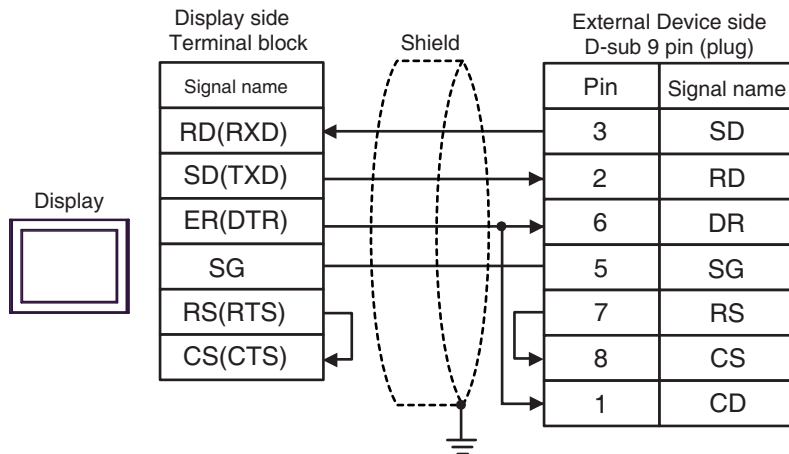 Display side
Terminal block
Shield
External Device side
D-sub 9 pin (plug)
Signal name
Pin
Signal name
RD(RXD)
3
SD
SD(TXD)
2
RD
Display
ER(DTR)
6
DR
SG
5
SG
RS(RTS)
7
RS
CS(CTS)
8
CS
1
CD